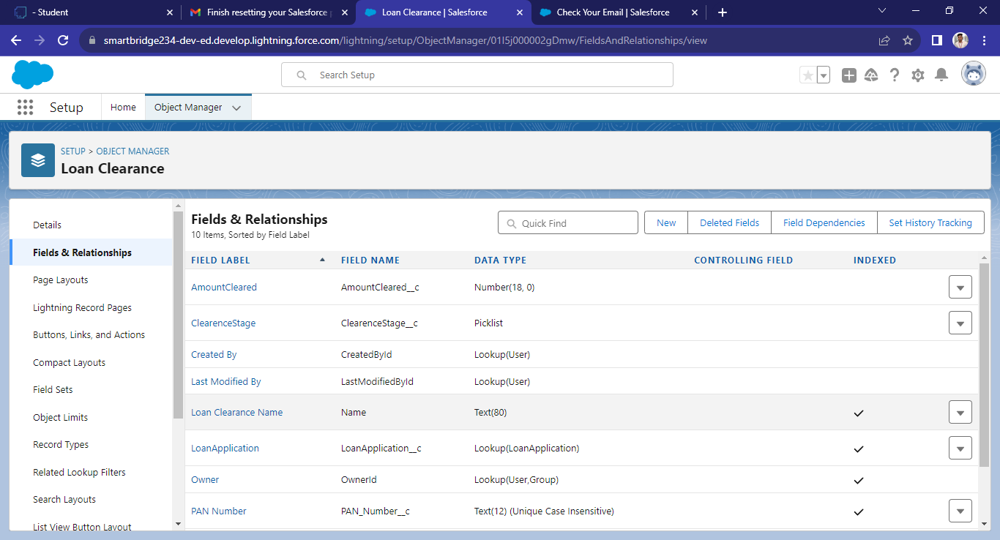 - Student
Finish resetting your Salesforce
Loan Clearance | Salesforce
Check Your Email | Salesforce
smartbridge234-dev-ed.develop.lightning.force.com/lightning/setup/ObjectManager/01I5j000002gDmw/FieldsAndRelationships/view
Search Setup
Setup
Home
Object Manager
SETUP > OBJECT MANAGER
Loan Clearance
Details
Fields & Relationships
Page Layouts
Lightning Record Pages
Buttons, Links, and Actions
Compact Layouts
Field Sets
Object Limits
Record Types
Related Lookup Filters
Search Layouts
List View Button Layout
Fields & Relationships
10 Items, Sorted by Field Label
Quick Find
New
Deleted Fields
Field Dependencies
Set History Tracking
FIELD LABEL FIELD NAME DATA TYPE CONTROLLING FIELD INDEXED
AmountCleared AmountCleared__c Number(18, 0)
ClearenceStage ClearenceStage__c Picklist
Created By CreatedById Lookup(User)
Last Modified By LastModifiedById Lookup(User)
Loan Clearance Name Name Text(80)
LoanApplication LoanApplication__c Lookup(LoanApplication)
Owner OwnerId Lookup(User,Group)
PAN Number PAN_Number__c Text(12) (Unique Case Insensitive)